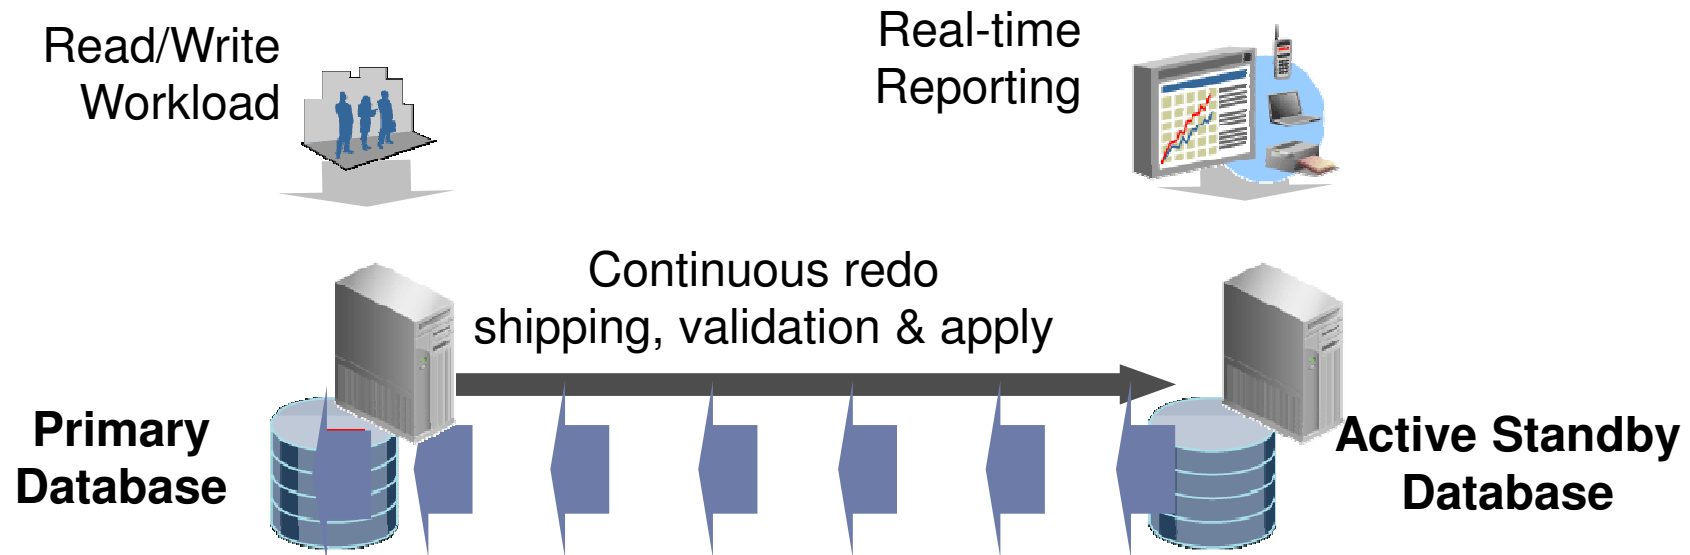 Read/Write
Workload
Real-time
Reporting
Continuous redo
shipping, validation & apply
Primary
Database
Active Standby
Database